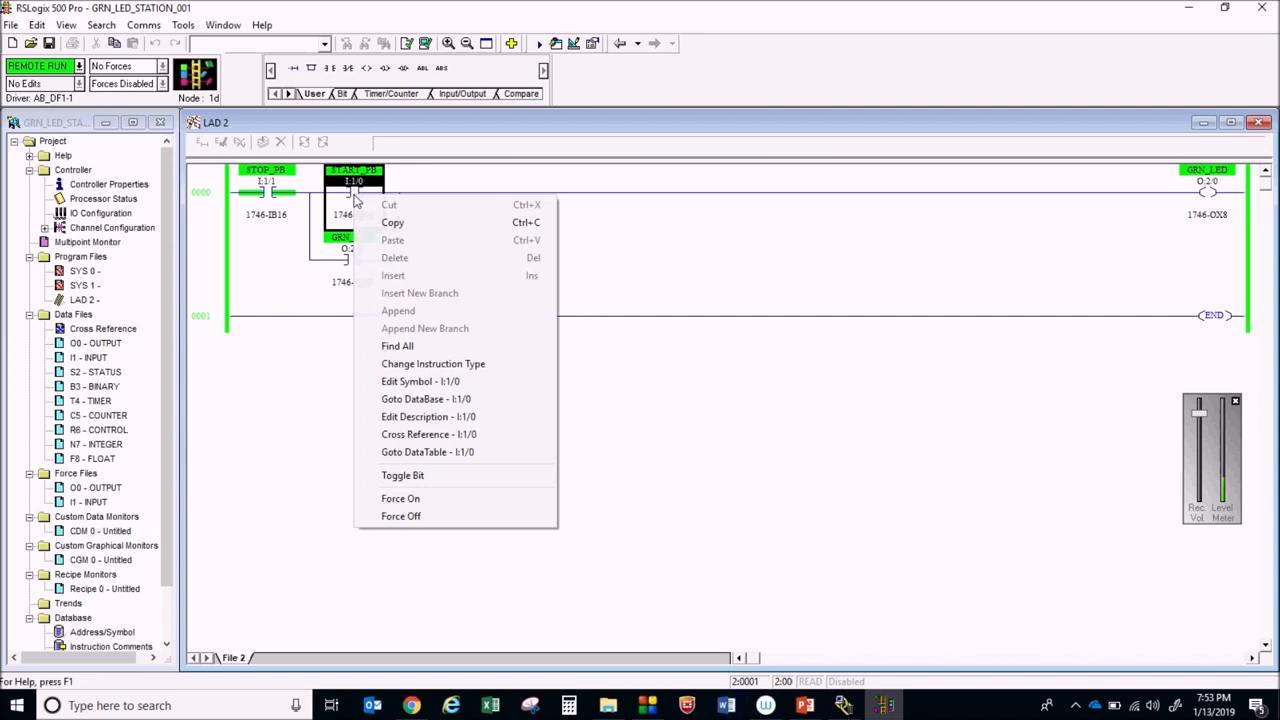 RSLogix 500 Pro - GRN_LED_STATION_001
File Edit View Search Comms Tools Window Help
REMOTE RUN No Forces
No Edits Forces Disabled
Driver: AB_DF1-1 Node : 1d
User Bit Timer/Counter Input/Output Compare
ABL ABS
GRN_LED_STA...
Project
Help
Controller
Controller Properties
Processor Status
IO Configuration
Channel Configuration
Multipoint Monitor
Program Files
SYS 0 -
SYS 1 -
LAD 2 -
Data Files
Cross Reference
O0 - OUTPUT
I1 - INPUT
S2 - STATUS
B3 - BINARY
T4 - TIMER
C5 - COUNTER
R6 - CONTROL
N7 - INTEGER
F8 - FLOAT
Force Files
O0 - OUTPUT
I1 - INPUT
Custom Data Monitors
CDM 0 - Untitled
Custom Graphical Monitors
CGM 0 - Untitled
Recipe Monitors
Recipe 0 - Untitled
Trends
Database
Address/Symbol
Instruction Comments
LAD 2
STOP_PB START_PB GRN_LED
I:1/1 I:1/0 O:2/0
0000
1746-IB16 1746- 1746-OX8
GRN_
O:2
1746-
0001 END
Cut Ctrl+X
Copy Ctrl+C
Paste Ctrl+V
Delete Del
Insert Ins
Insert New Branch
Append
Append New Branch
Find All
Change Instruction Type
Edit Symbol - I:1/0
Goto DataBase - I:1/0
Edit Description - I:1/0
Cross Reference - I:1/0
Goto DataTable - I:1/0
Toggle Bit
Force On
Force Off
Rec. Level
Vol. Meter
File 2
For Help, press F1
2:0001 2:00 READ Disabled
Type here to search
7:53 PM
1/13/2019